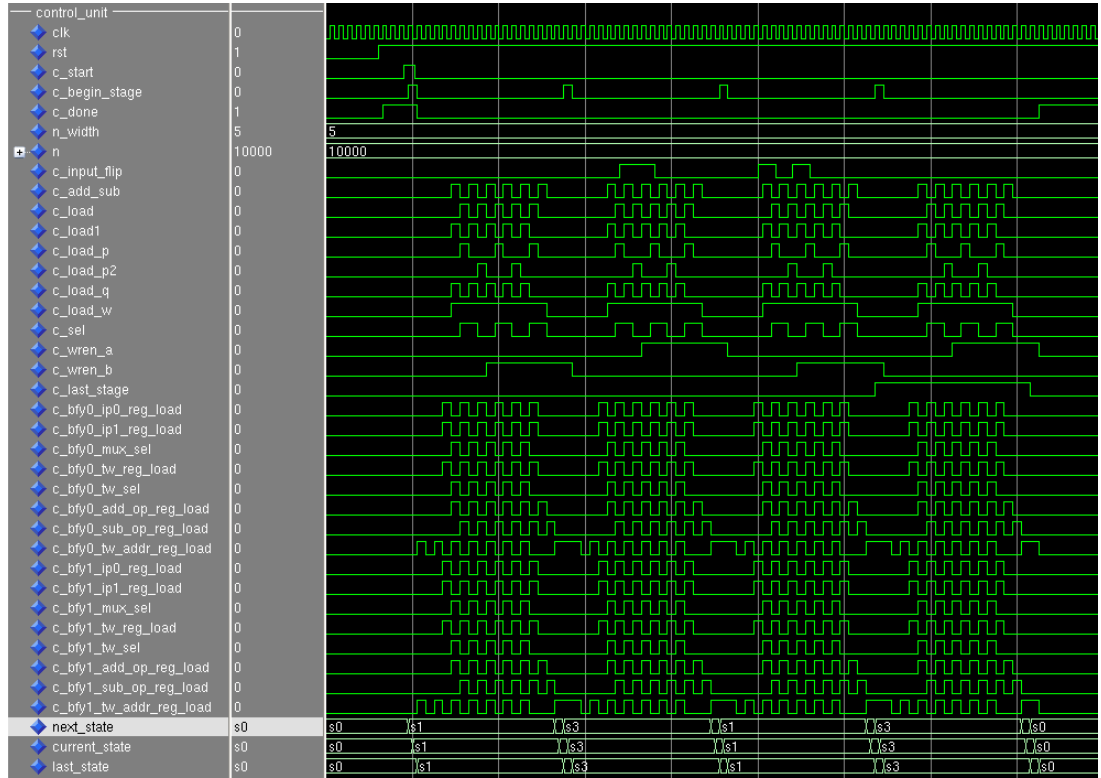 control_unit
clk 0
rst 1
c_start 0
c_begin_stage 0
c_done 1
n_width 5 5
n 10000 10000
c_input_flip 0
c_add_sub 0
c_load 0
c_load1 0
c_load_p 0
c_load_p2 0
c_load_q 0
c_load_w 0
c_sel 0
c_wren_a 0
c_wren_b 0
c_last_stage 0
c_bfy0_ip0_reg_load 0
c_bfy0_ip1_reg_load 0
c_bfy0_mux_sel 0
c_bfy0_tw_reg_load 0
c_bfy0_tw_sel 0
c_bfy0_add_op_reg_load 0
c_bfy0_sub_op_reg_load 0
c_bfy0_tw_addr_reg_load 0
c_bfy1_ip0_reg_load 0
c_bfy1_ip1_reg_load 0
c_bfy1_mux_sel 0
c_bfy1_tw_reg_load 0
c_bfy1_tw_sel 0
c_bfy1_add_op_reg_load 0
c_bfy1_sub_op_reg_load 0
c_bfy1_tw_addr_reg_load 0
next_state s0 s0 s1 s3 s1 s3 s0
current_state s0 s0 s1 s3 s1 s3 s0
last_state s0 s0 s1 s3 s1 s3 s0